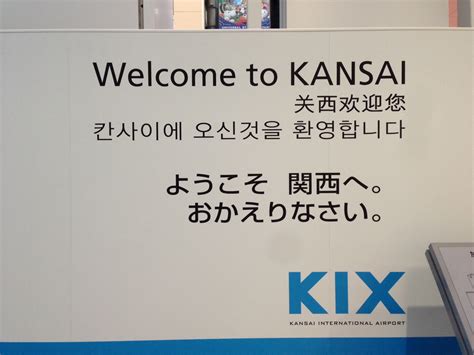 Welcome to KANSAI
关西欢迎您
칸사이에 오신것을 환영합니다
ようこそ 関西へ。
おかえりなさい。
KIX
KANSAI INTERNATIONAL AIRPORT